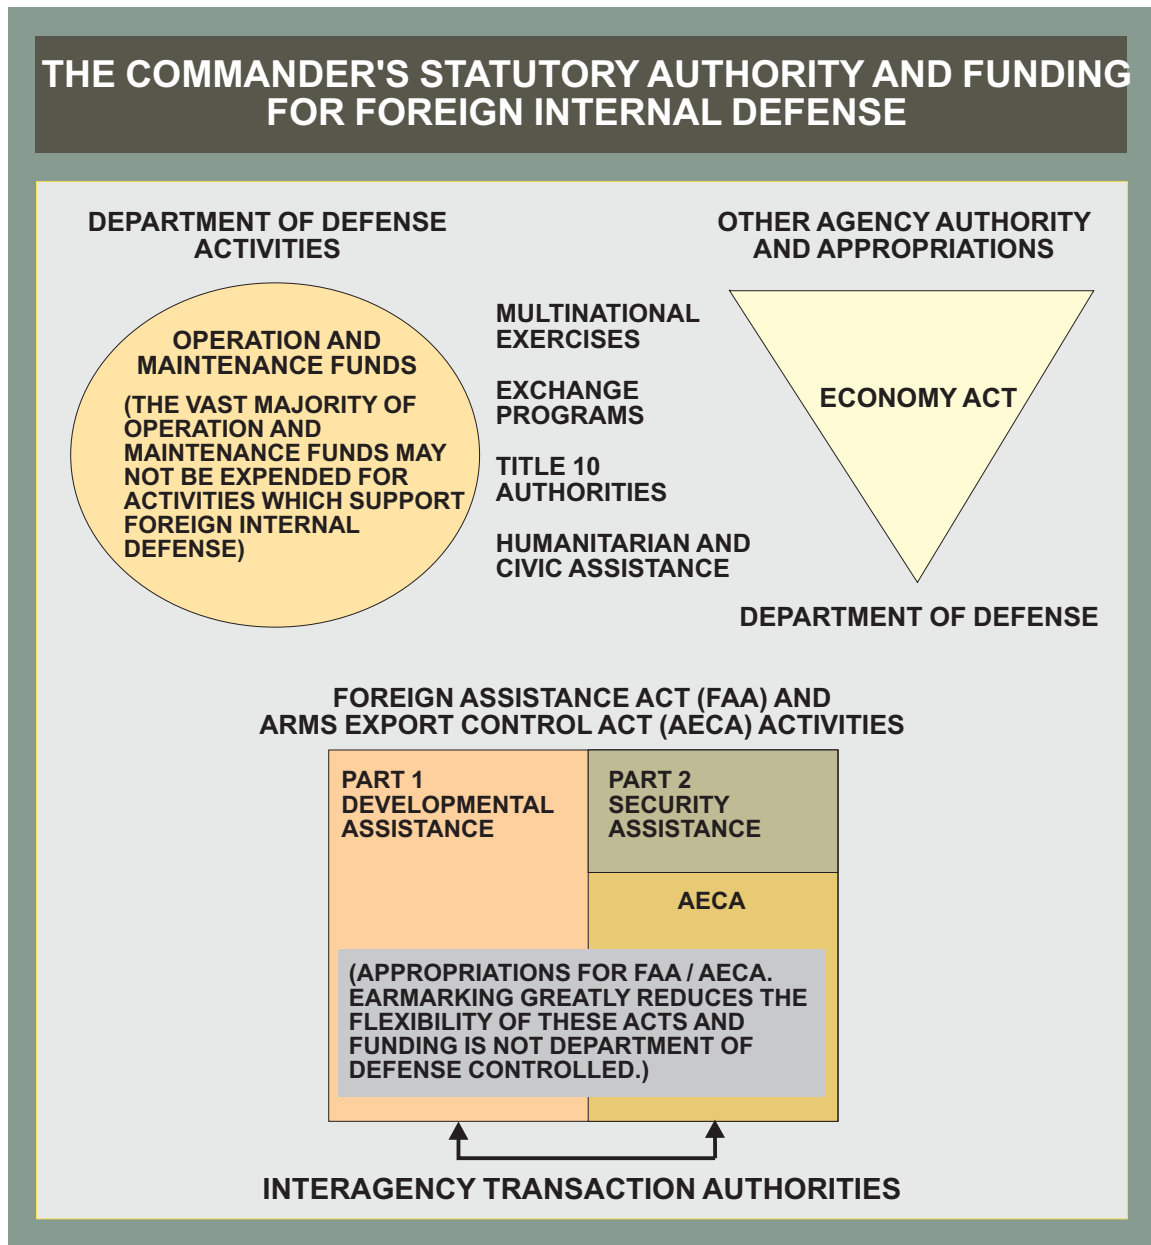 THE COMMANDER'S STATUTORY AUTHORITY AND FUNDING
FOR FOREIGN INTERNAL DEFENSE
DEPARTMENT OF DEFENSE
ACTIVITIES
OPERATION AND
MAINTENANCE FUNDS
(THE VAST MAJORITY OF
OPERATION AND
MAINTENANCE FUNDS MAY
NOT BE EXPENDED FOR
ACTIVITIES WHICH SUPPORT
FOREIGN INTERNAL
DEFENSE)
MULTINATIONAL
EXERCISES
EXCHANGE
PROGRAMS
TITLE 10
AUTHORITIES
HUMANITARIAN AND
CIVIC ASSISTANCE
OTHER AGENCY AUTHORITY
AND APPROPRIATIONS
ECONOMY ACT
DEPARTMENT OF DEFENSE
FOREIGN ASSISTANCE ACT (FAA) AND
ARMS EXPORT CONTROL ACT (AECA) ACTIVITIES
PART 1
DEVELOPMENTAL
ASSISTANCE
PART 2
SECURITY
ASSISTANCE
AECA
(APPROPRIATIONS FOR FAA / AECA.
EARMARKING GREATLY REDUCES THE
FLEXIBILITY OF THESE ACTS AND
FUNDING IS NOT DEPARTMENT OF
DEFENSE CONTROLLED.)
INTERAGENCY TRANSACTION AUTHORITIES